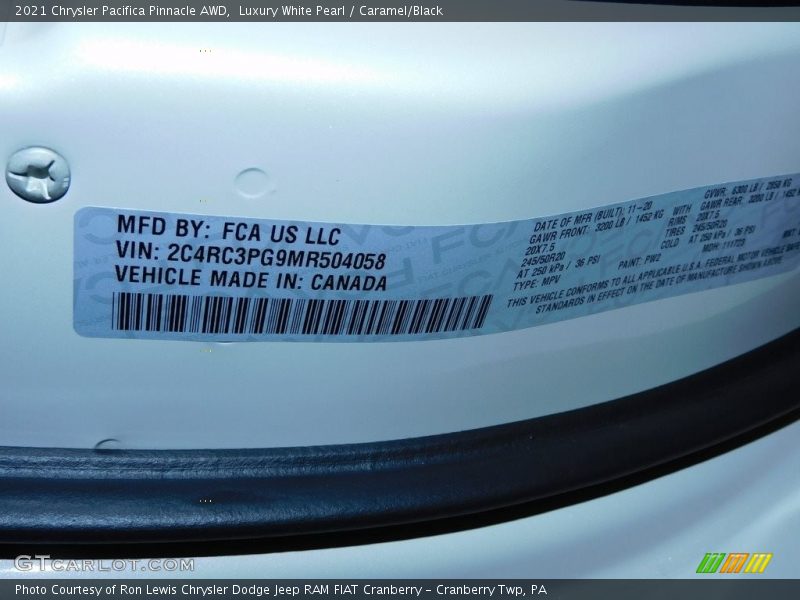 2021 Chrysler Pacifica Pinnacle AWD, Luxury White Pearl / Caramel/Black
MFD BY: FCA US LLC
VIN: 2C4RC3PG9MR504058
VEHICLE MADE IN: CANADA
DATE OF MFR (BUILT): 11-20 GVWR: 6300 LB / 2858 KG
GAWR FRONT: 3200 LB / 1452 KG WITH GAWR REAR: 3200 LB / 1452 K
20X7.5 R/MS 20X7.5
245/50R20 TRES 245/50R20
AT 250 kPa / 36 PSI COLD AT 250 kPa / 36 PSI
TYPE: MPV PAINT: PW2 MDH: 111723
THIS VEHICLE CONFORMS TO ALL APPLICABLE U.S.A. FEDERAL MOTOR VEHICLE
STANDARDS IN EFFECT ON THE DATE OF MANUFACTURE SHOWN ABOVE.
GTCARLOT.COM
Photo Courtesy of Ron Lewis Chrysler Dodge Jeep RAM FIAT Cranberry – Cranberry Twp, PA